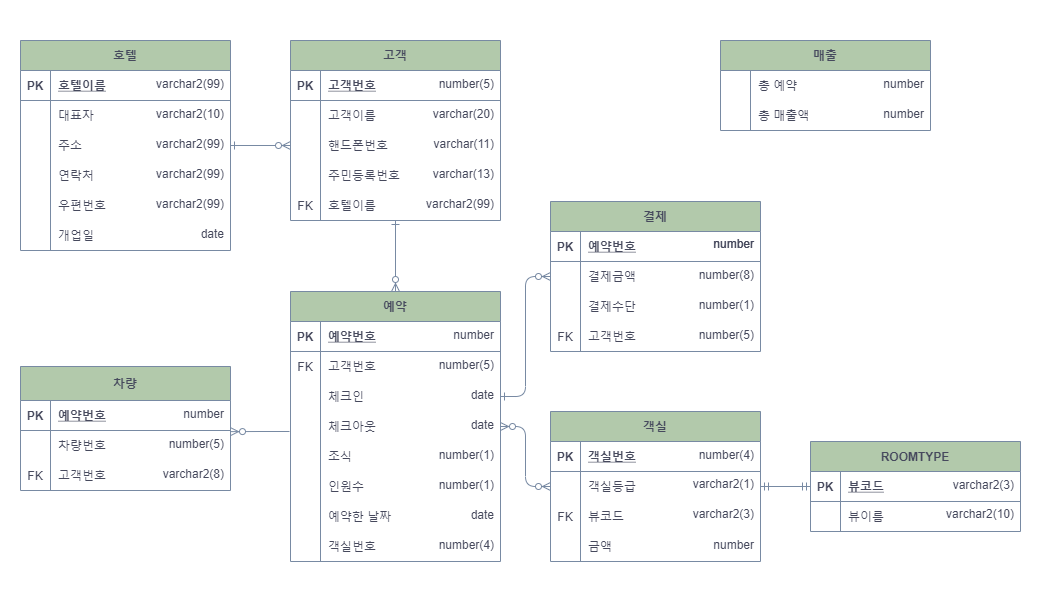 호텔
PK 호텔이름 varchar2(99)
대표자 varchar2(10)
주소 varchar2(99)
연락처 varchar2(99)
우편번호 varchar2(99)
개업일 date
고객
PK 고객번호 number(5)
고객이름 varchar(20)
핸드폰번호 varchar(11)
주민등록번호 varchar(13)
FK 호텔이름 varchar2(99)
매출
총 예약 number
총 매출액 number
결제
PK 예약번호 number
결제금액 number(8)
결제수단 number(1)
FK 고객번호 number(5)
예약
PK 예약번호 number
FK 고객번호 number(5)
체크인 date
체크아웃 date
조식 number(1)
인원수 number(1)
예약한 날짜 date
객실번호 number(4)
차량
PK 예약번호 number
차량번호 number(5)
FK 고객번호 varchar2(8)
객실
PK 객실번호 number(4)
객실등급 varchar2(1)
FK 뷰코드 varchar2(3)
금액 number
ROOMTYPE
PK 뷰코드 varchar2(3)
뷰이름 varchar2(10)